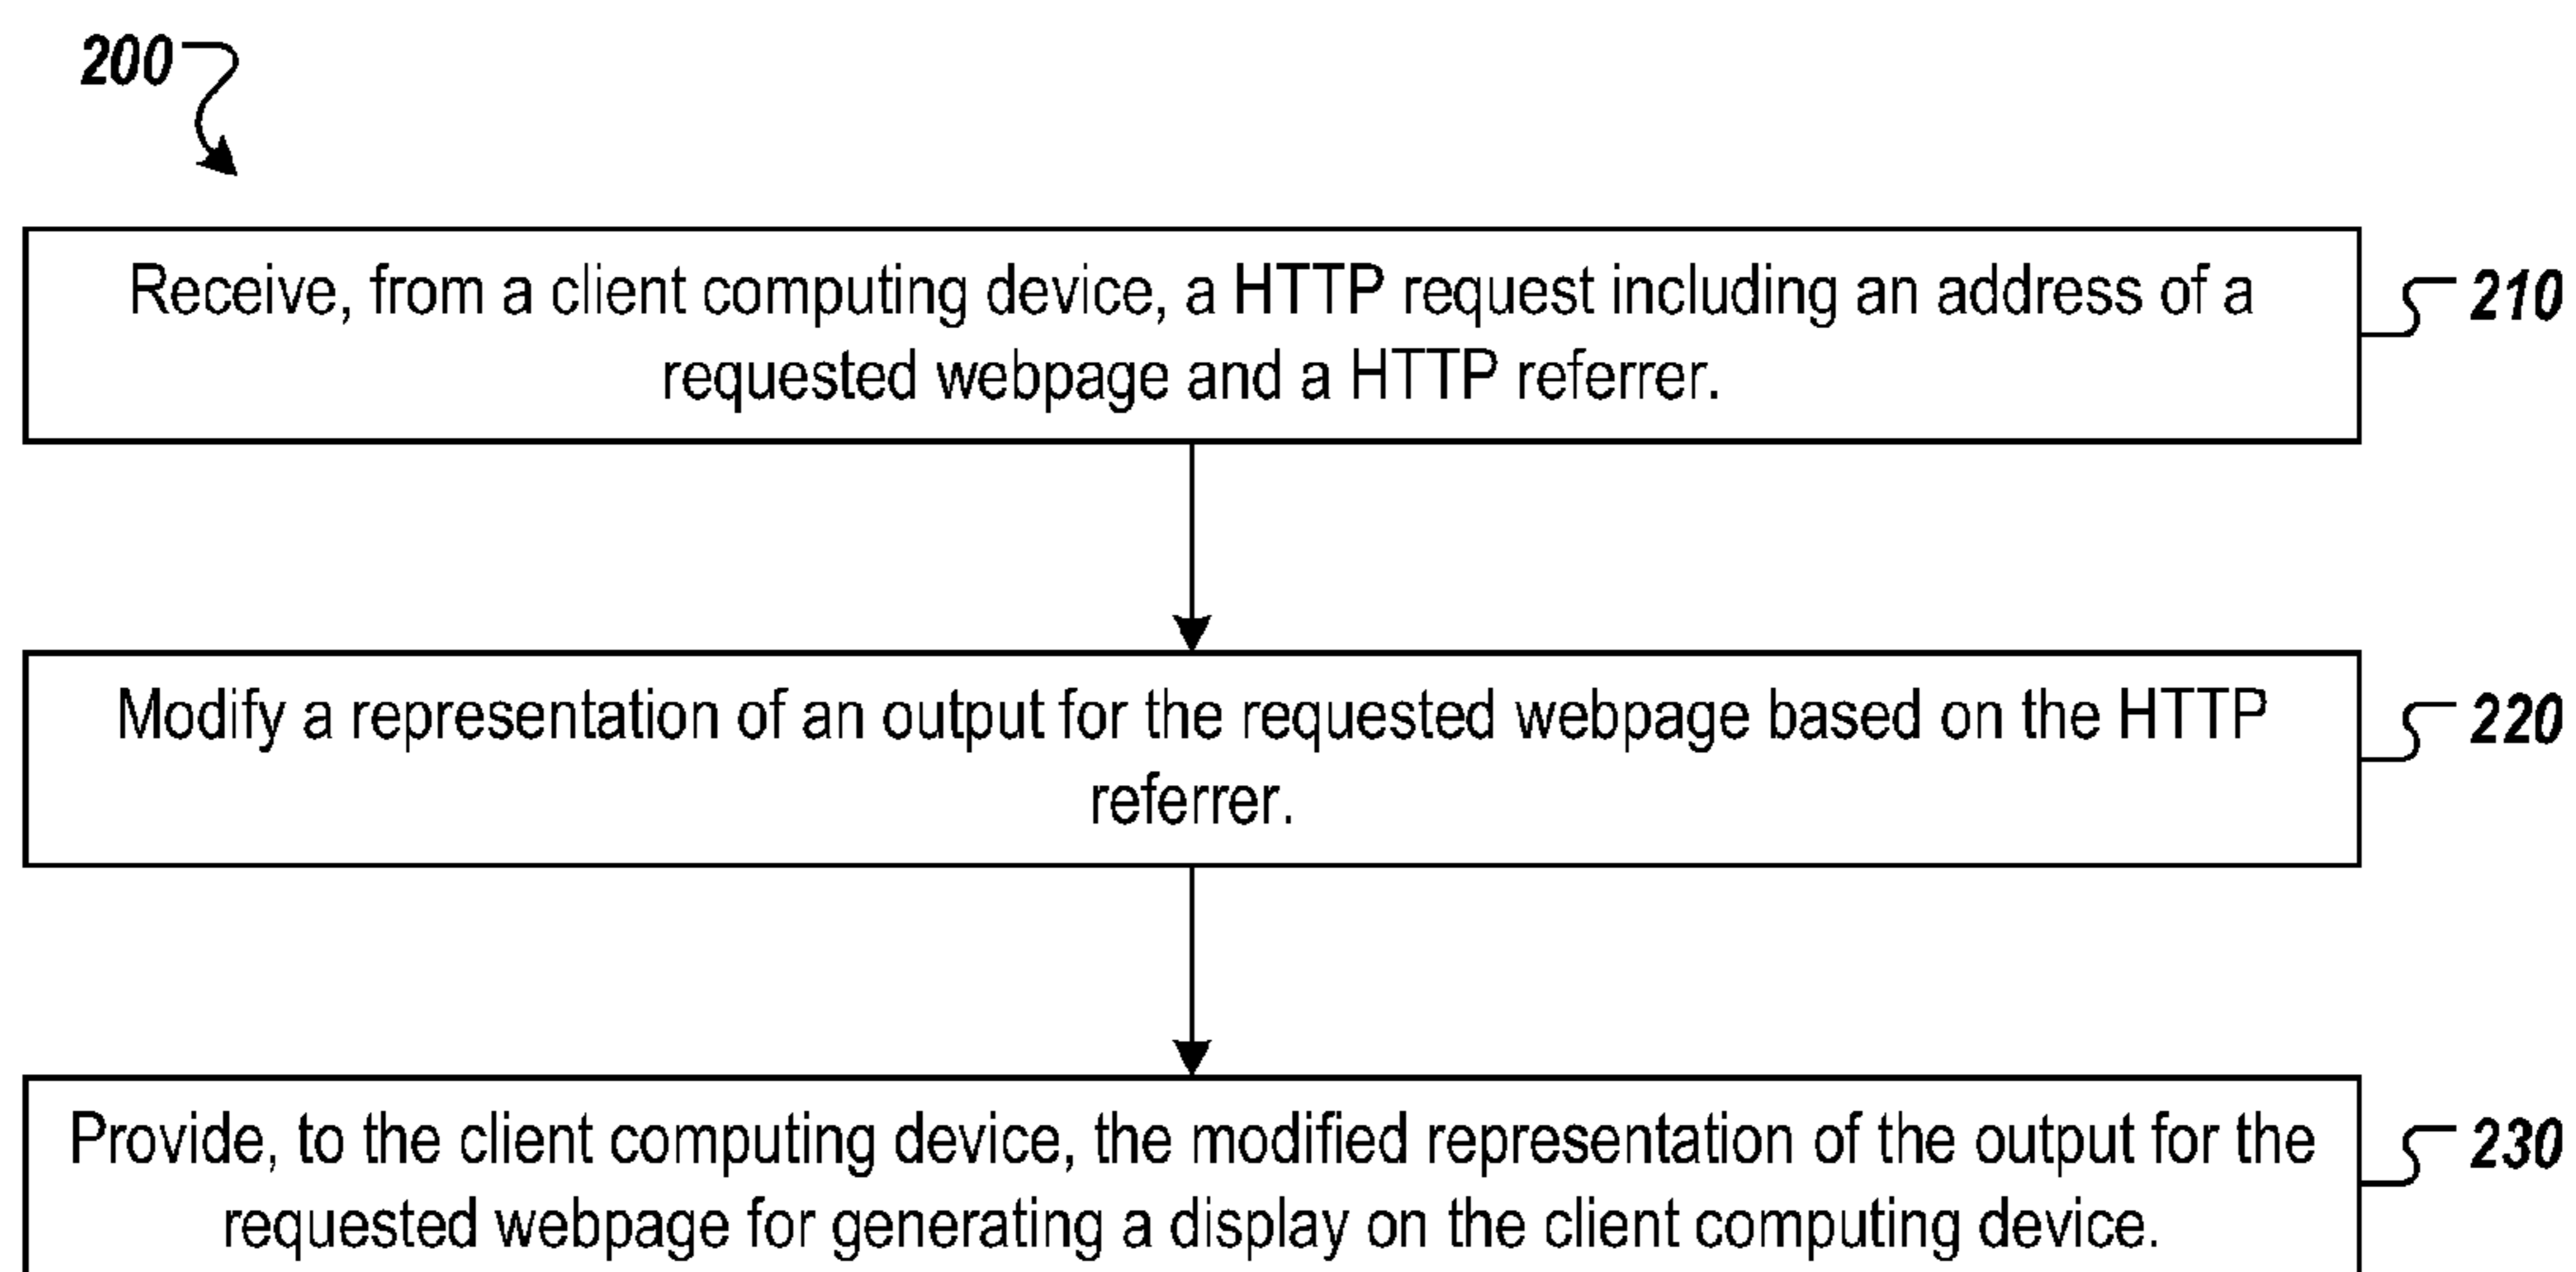 200
Receive, from a client computing device, a HTTP request including an address of a
requested webpage and a HTTP referrer.
210
Modify a representation of an output for the requested webpage based on the HTTP
referrer.
220
Provide, to the client computing device, the modified representation of the output for the
requested webpage for generating a display on the client computing device.
230